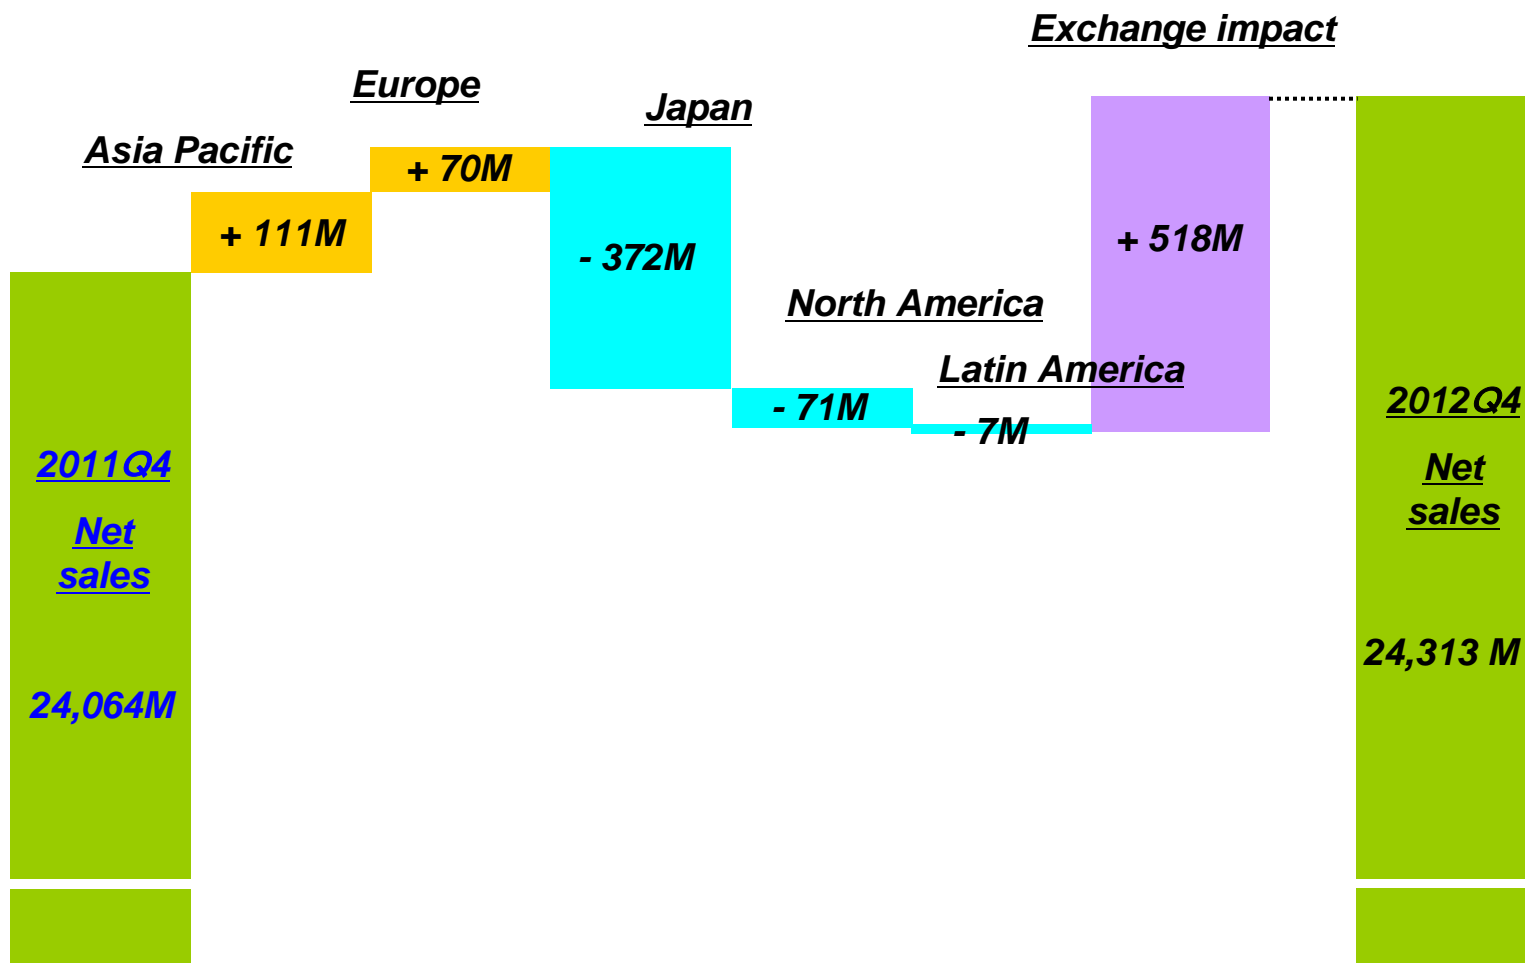 Exchange impact
Europe
Japan
Asia Pacific
+ 70M
+ 111M
- 372M
+ 518M
North America
Latin America
- 71M
- 7M
2011Q4
Net
sales
24,064M
2012Q4
Net
sales
24,313 M